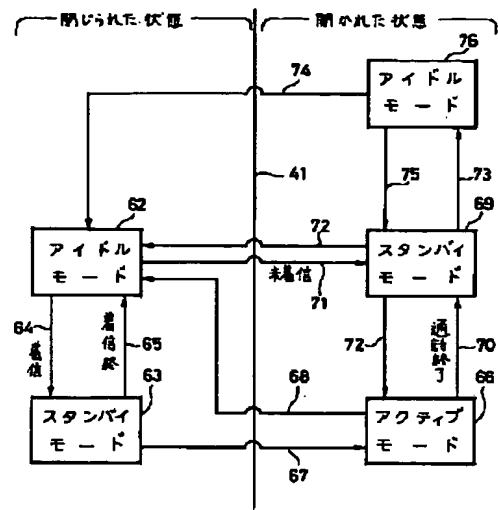 閉じられた状態
開かれた状態
76
74
アイドル
モード
41
75
73
62
69
アイドル
モード
72
スタンバイ
モード
未着信
71
64
着信
着信終
65
72
通話終了
70
63
68
66
スタンバイ
モード
アクティブ
モード
67